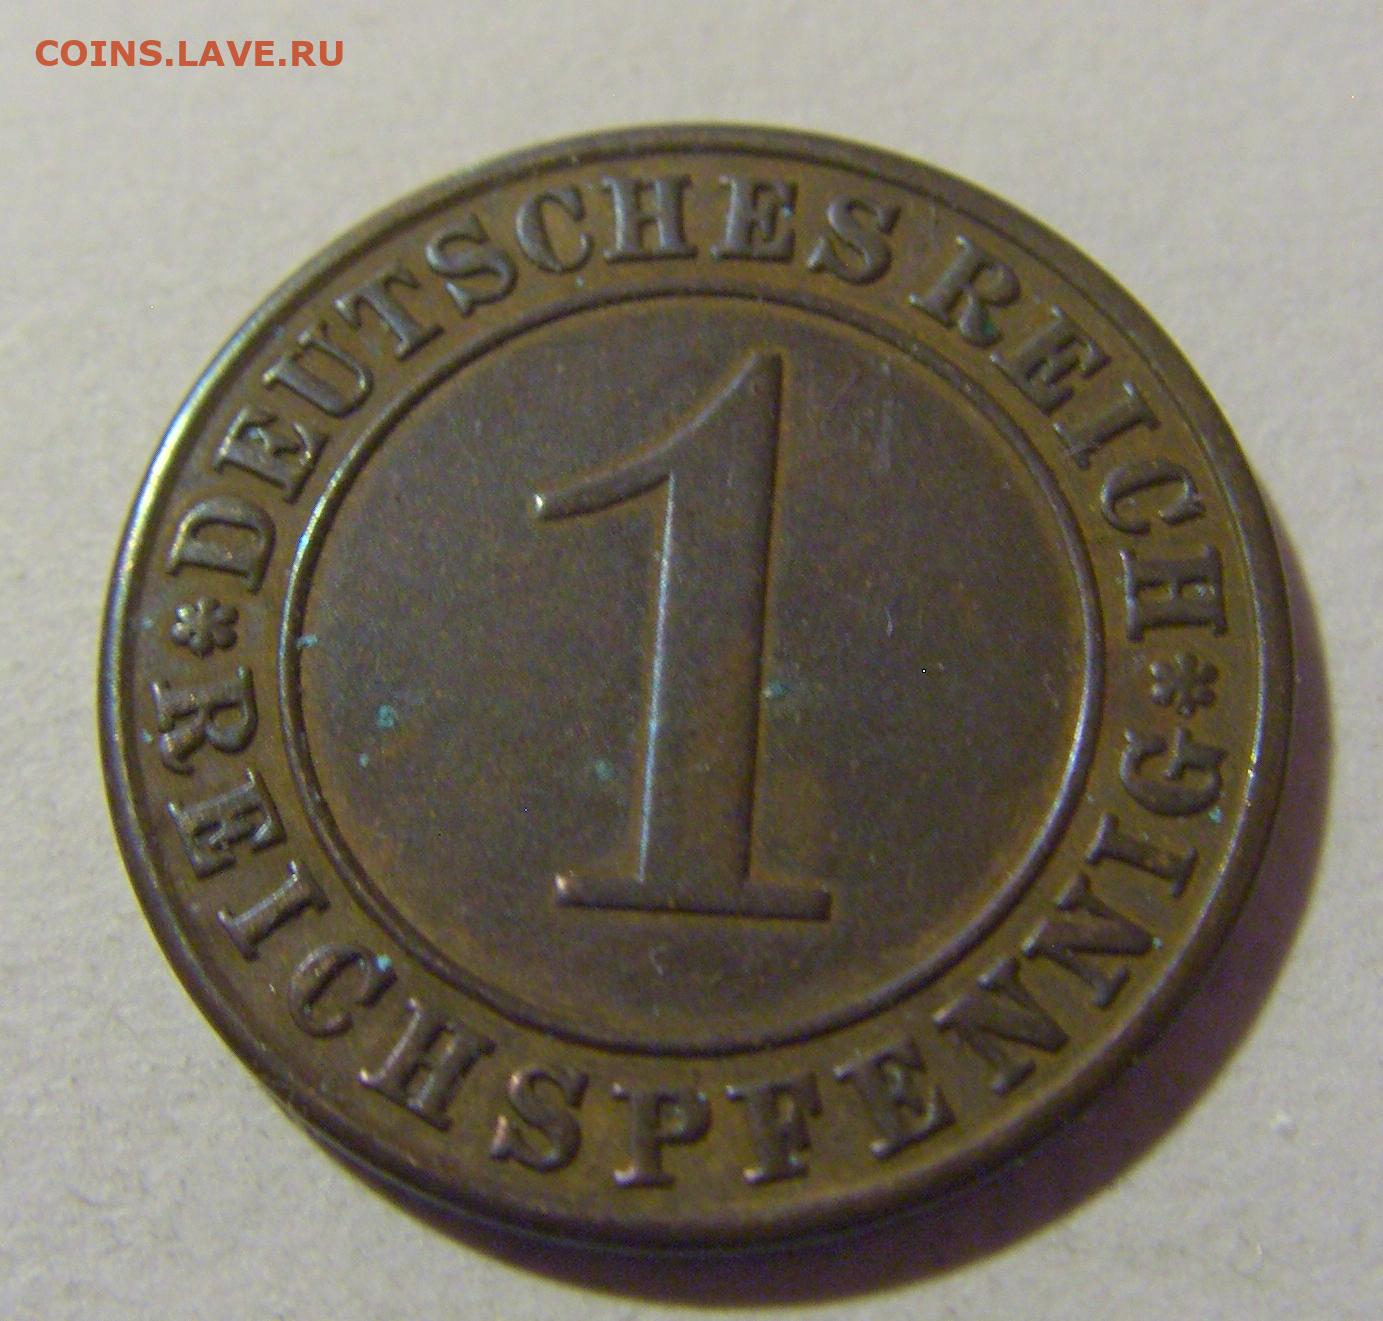 COINS.LAVE.RU
DEUTSCHES REICH
1
REICHSPFENNIG